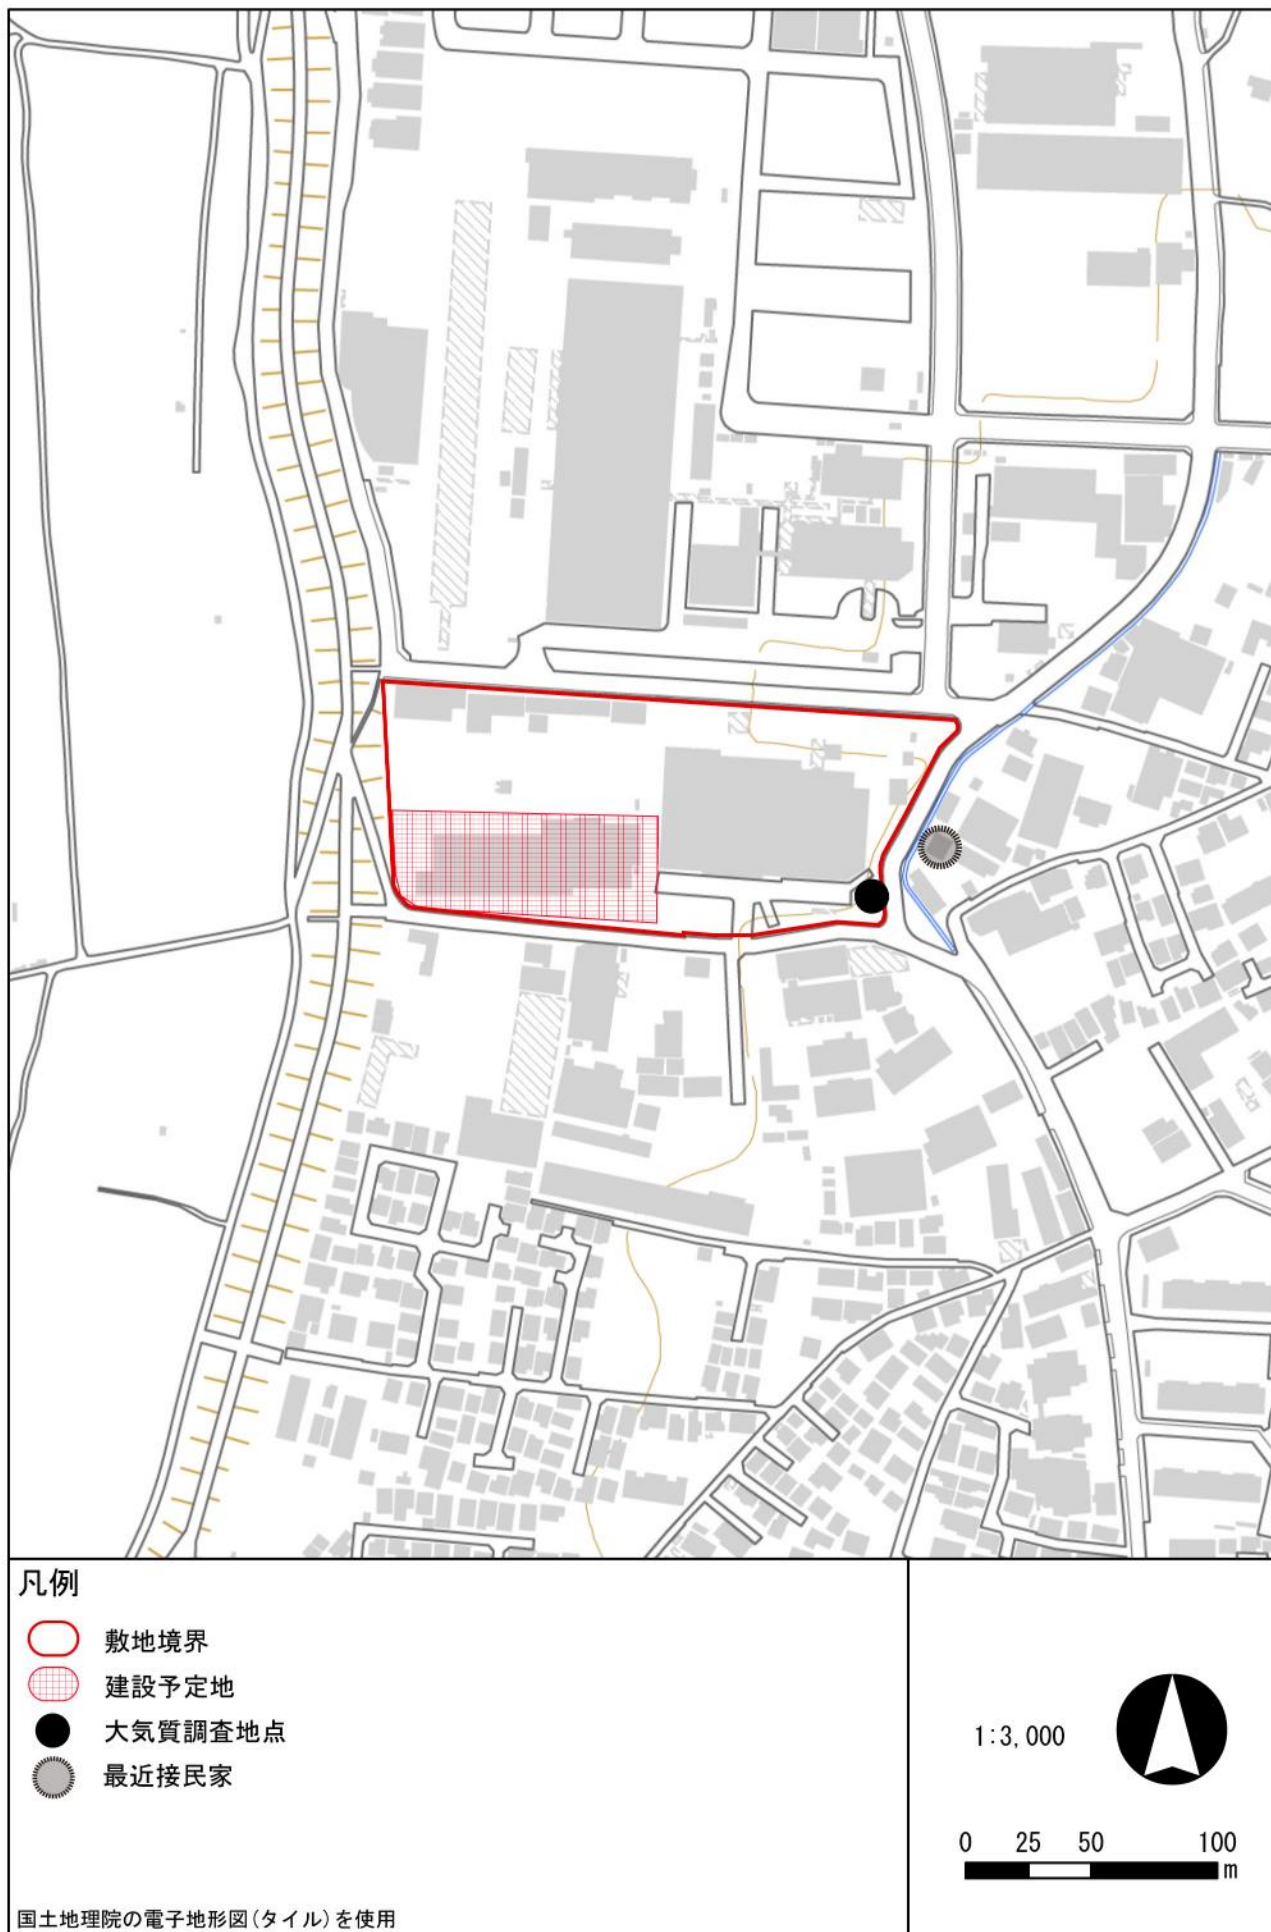 凡例
敷地境界
建設予定地
大気質調査地点
最近接民家
国土地理院の電子地形図(タイル)を使用
1:3,000
0 25 50 100
m